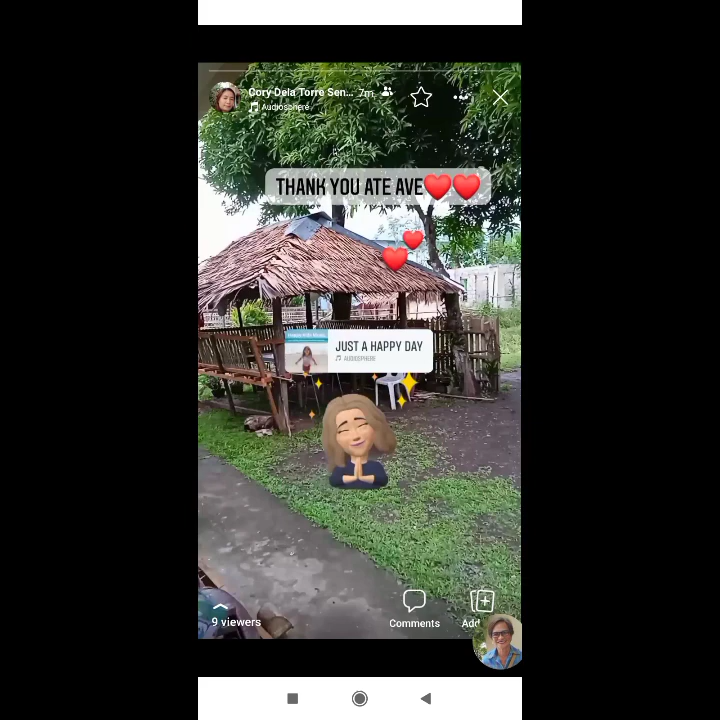 Cory Dela Torre Sen... 7m
Audiosphere
THANK YOU ATE AVE❤️❤️
JUST A HAPPY DAY
AUDIOSPHERE
9 viewers
Comments
Add